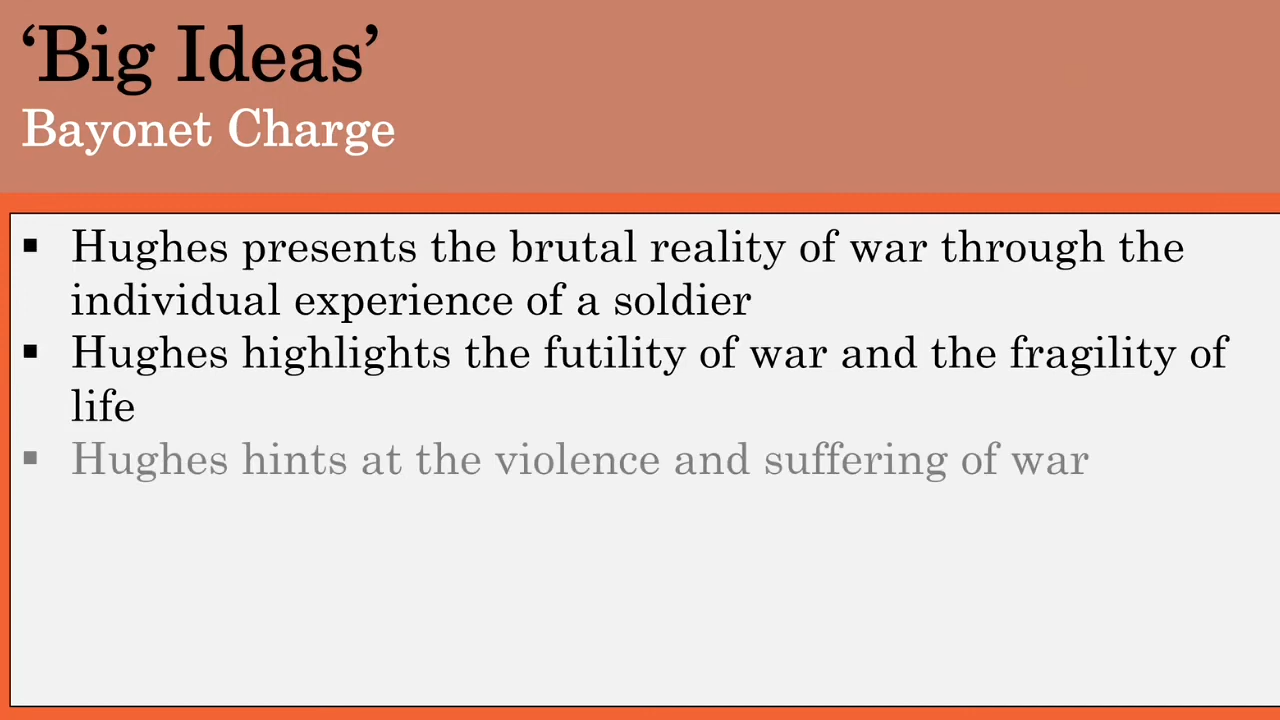 ‘Big Ideas’
Bayonet Charge
▪ Hughes presents the brutal reality of war through the
individual experience of a soldier
▪ Hughes highlights the futility of war and the fragility of
life
▪ Hughes hints at the violence and suffering of war